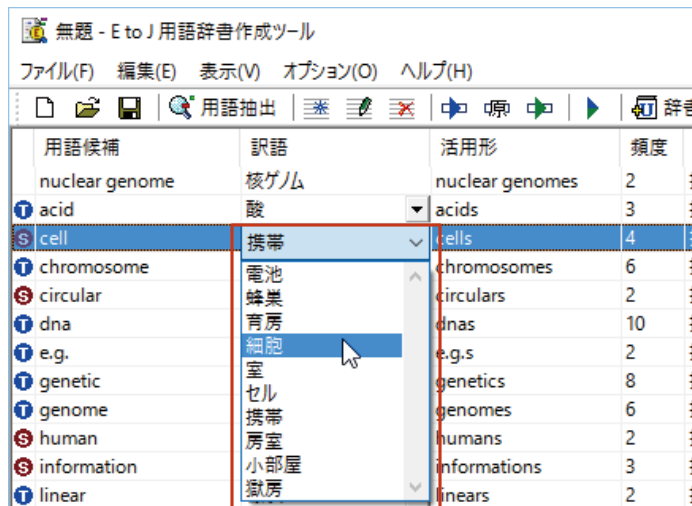 無題 - E to J 用語辞書作成ツール
ファイル(F) 編集(E) 表示(V) オプション(O) ヘルプ(H)
用語抽出 原 辞書
用語候補 訳語 活用形 頻度
nuclear genome 核ゲノム nuclear genomes 2
T acid 酸 acids 3
S cell 携帯 cells 4
T chromosome 電池 chromosomes 6
S circular 蜂巣 circulars 2
T dna 育房 dnas 10
T e.g. 細胞 e.g.s 2
T genetic 室 genetics 8
セル
T genome 携帯 genomes 6
S human 房室 humans 2
S information 小部屋 informations 3
T linear 獄房 linears 2